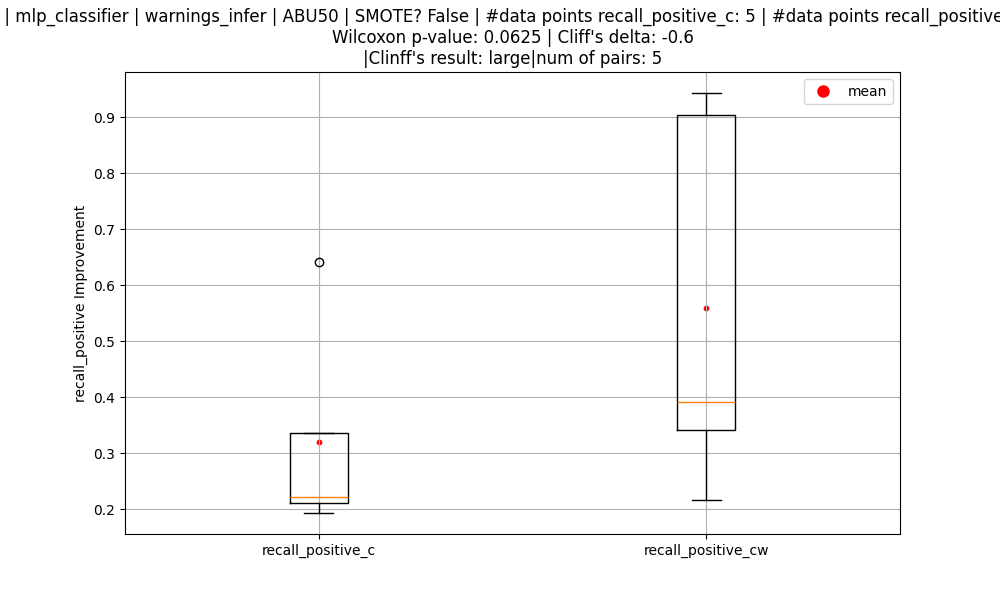 | mlp_classifier | warnings_infer | ABU50 | SMOTE? False | #data points recall_positive_c: 5 | #data points recall_positive
Wilcoxon p-value: 0.0625 | Cliff's delta: -0.6
|Clinff's result: large|num of pairs: 5
mean
0.9
0.8
0.7
0.6
0.5
0.4
0.3
0.2
recall_positive Improvement
recall_positive_c
recall_positive_cw